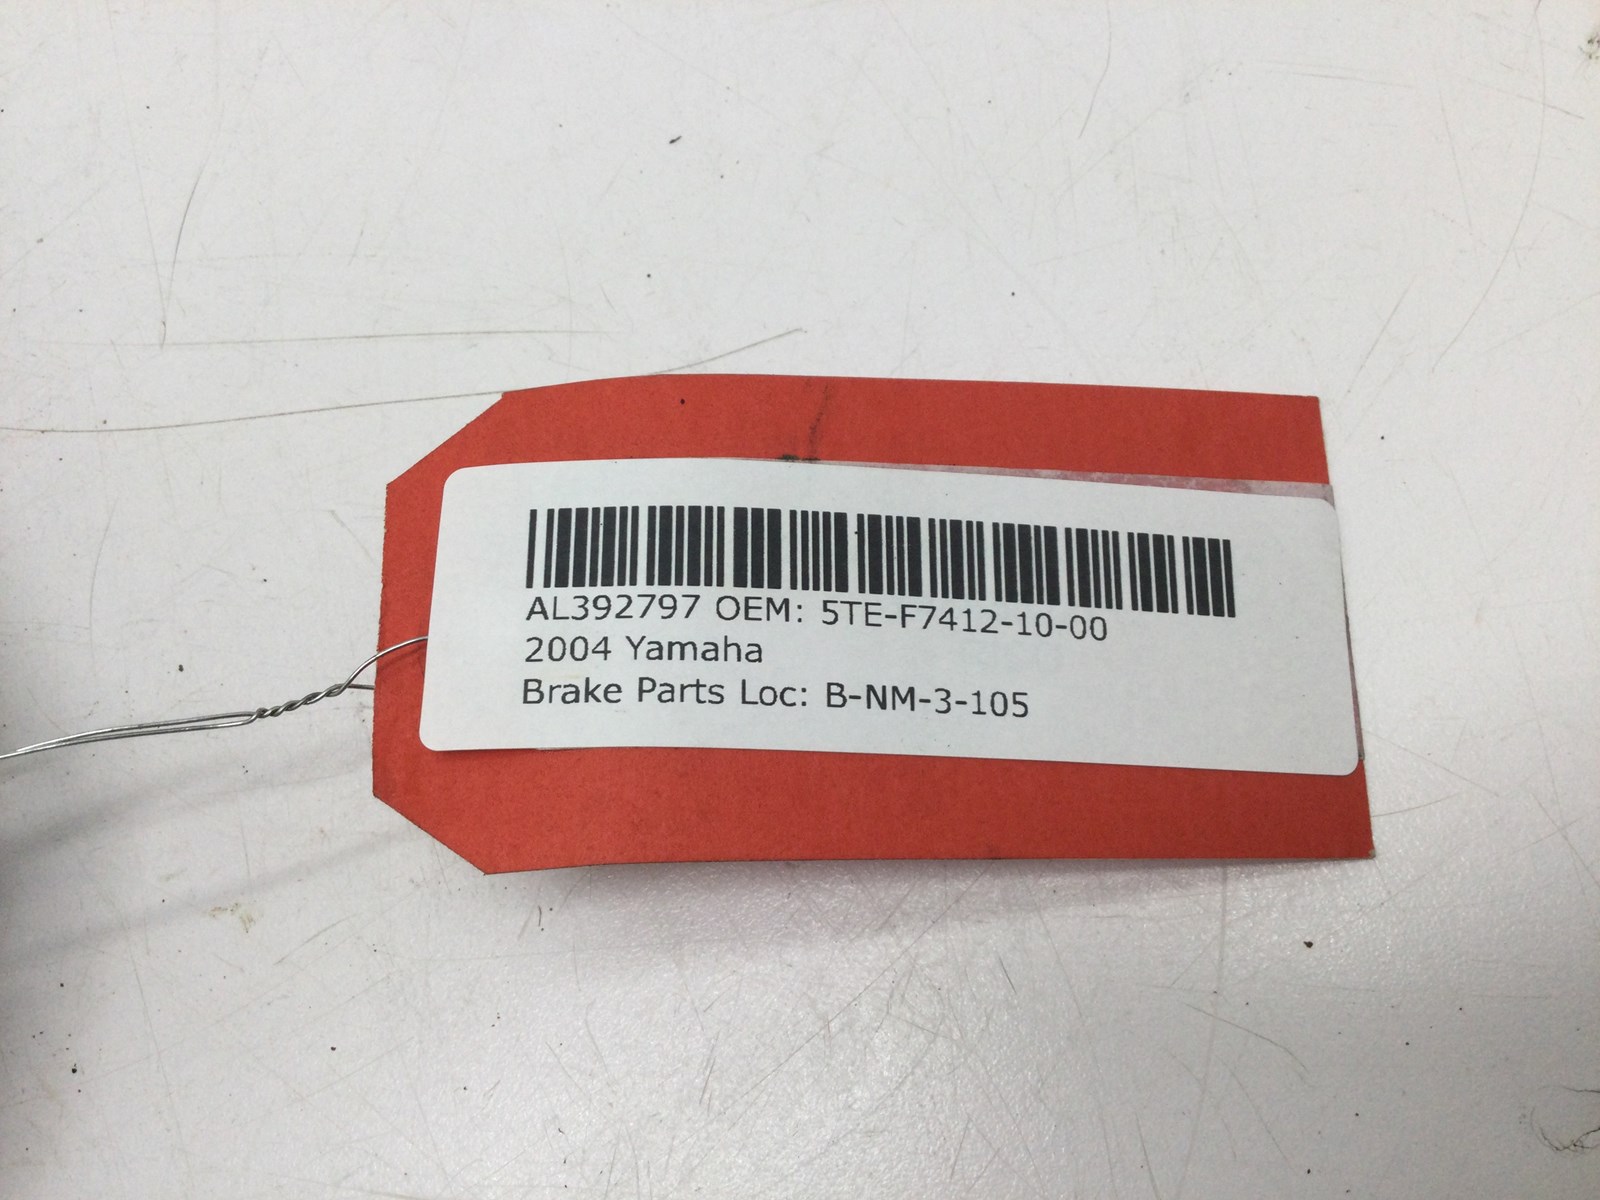 AL392797 OEM: 5TE-F7412-10-00
2004 Yamaha
Brake Parts Loc: B-NM-3-105